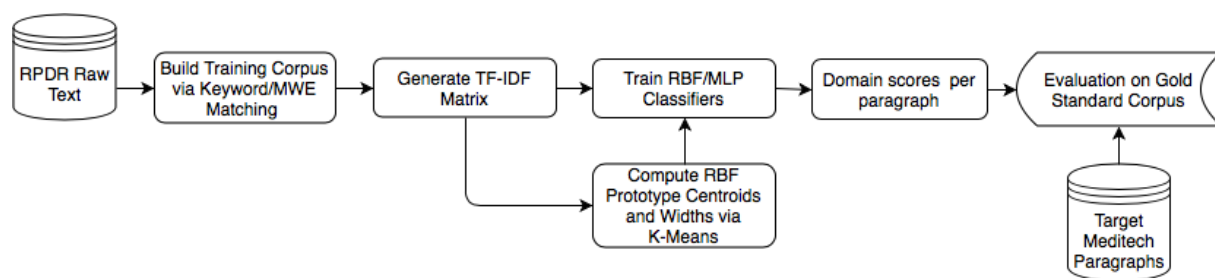 RPDR Raw
Text
Build Training Corpus
via Keyword/MWE
Matching
Generate TF-IDF
Matrix
Train RBF/MLP
Classifiers
Domain scores per
paragraph
Evaluation on Gold
Standard Corpus
Compute RBF
Prototype Centroids
and Widths via
K-Means
Target
Meditech
Paragraphs